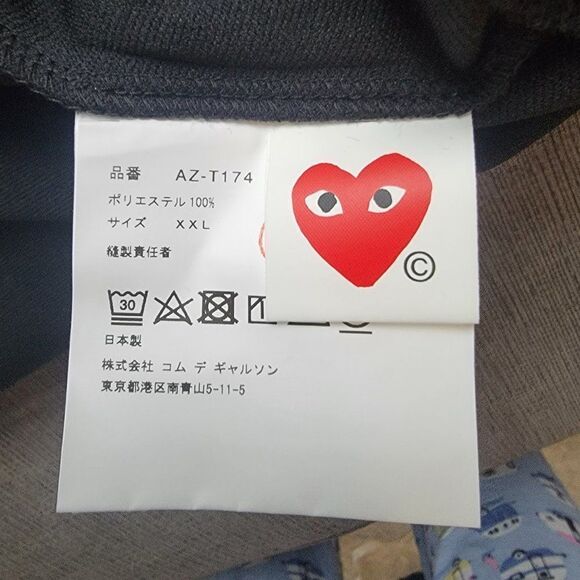 品番 AZ-T174
ポリエステル 100%
サイズ XXL
縫製責任者
©
30
日本製
株式会社 コム デ ギャルソン
東京都港区南青山5-11-5